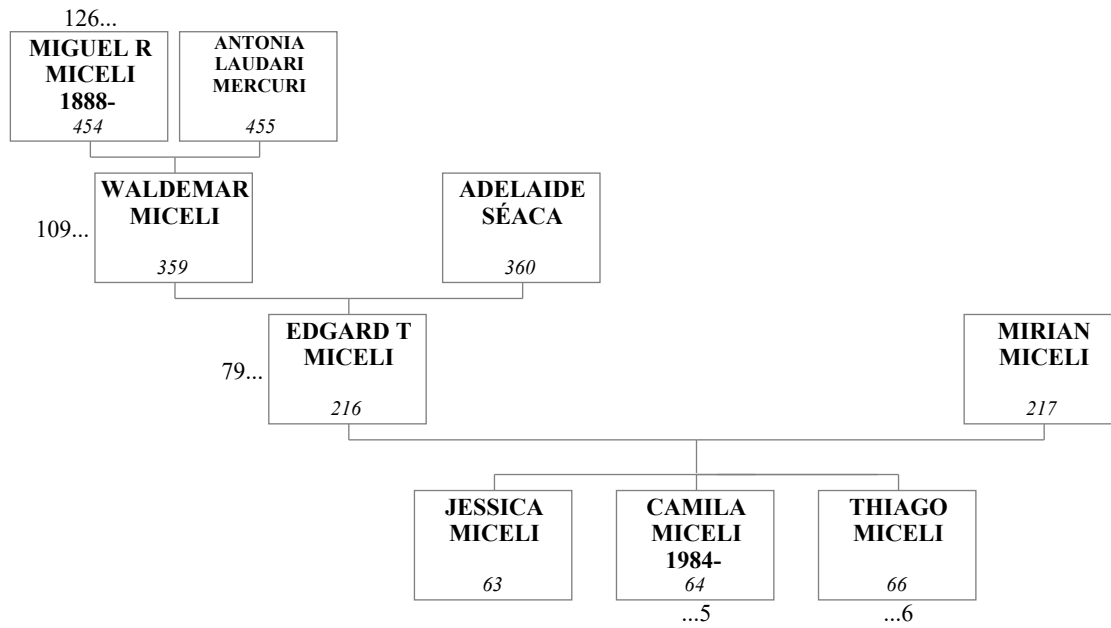 126...
MIGUEL R
MICELI
1888-
454
ANTONIA
LAUDARI
MERCURI
455
109...
WALDEMAR
MICELI
359
ADELAIDE
SÉACA
360
79...
EDGARD T
MICELI
216
MIRIAN
MICELI
217
JESSICA
MICELI
63
CAMILA
MICELI
1984-
64
...5
THIAGO
MICELI
66
...6